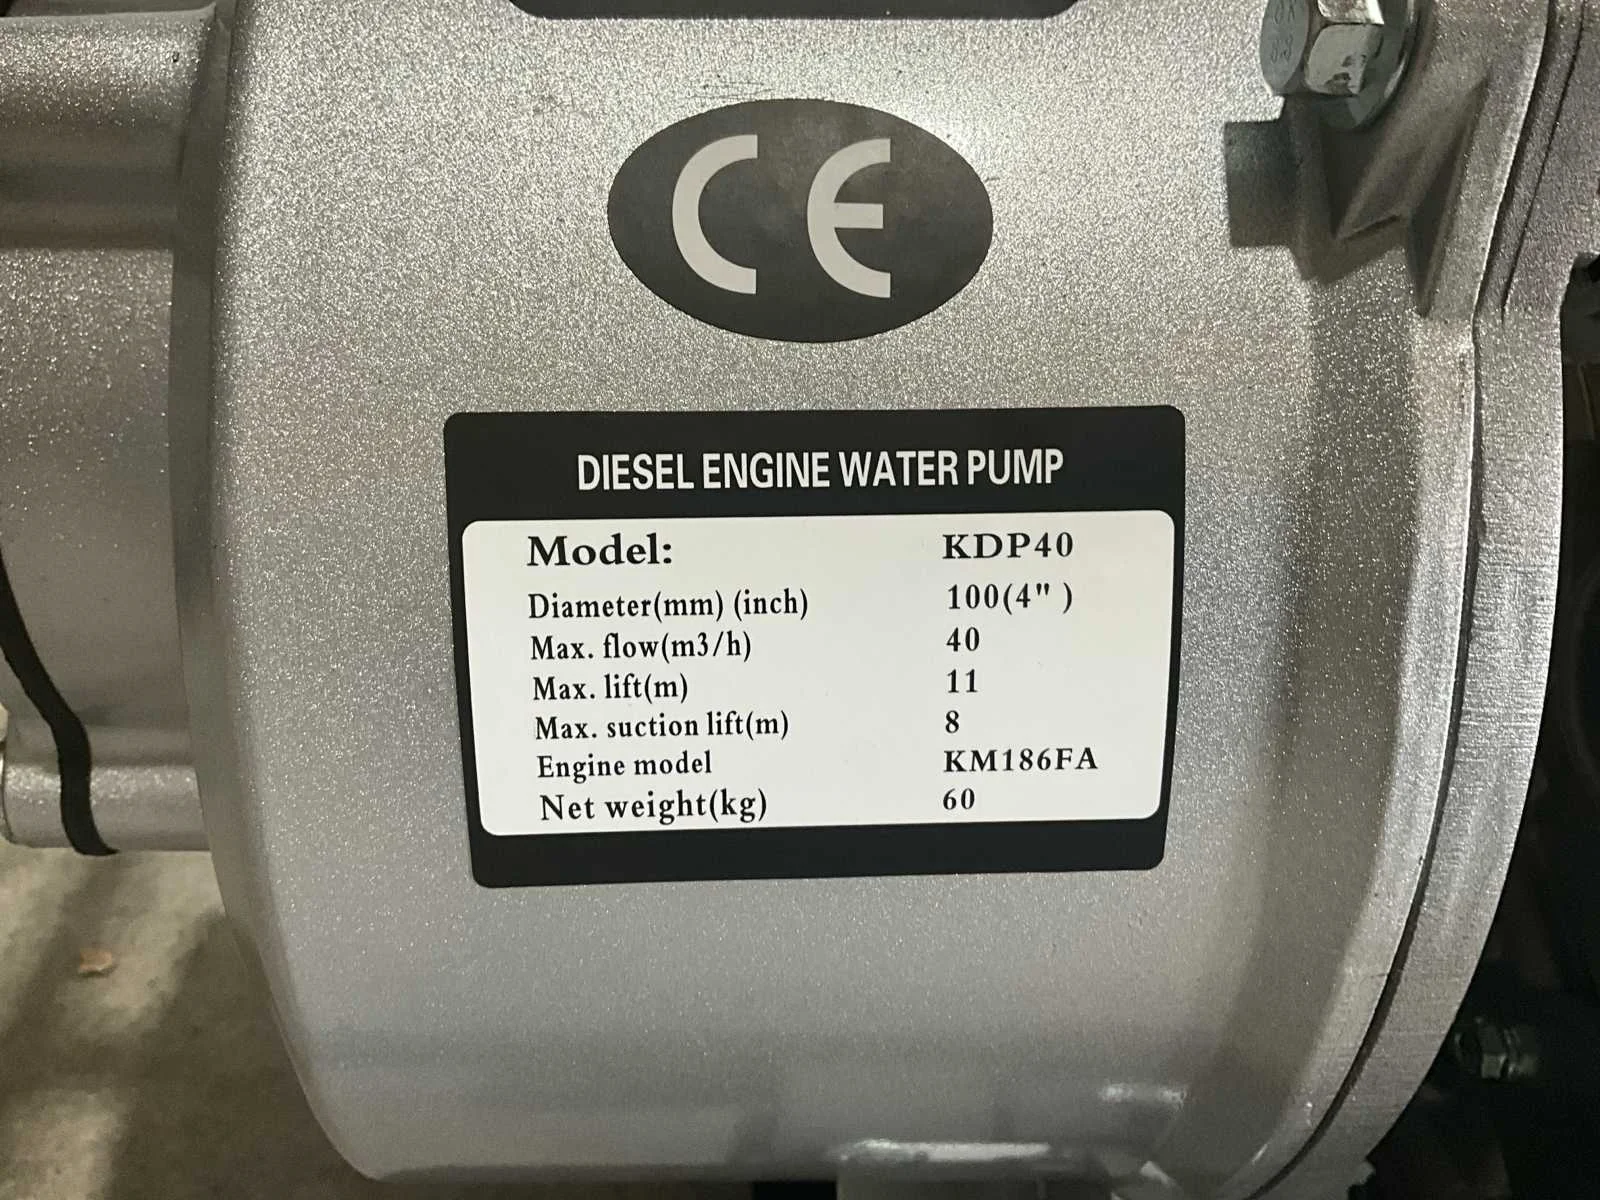 CE
DIESEL ENGINE WATER PUMP
Model: KDP40
Diameter(mm) (inch) 100(4" )
Max. flow(m3/h) 40
Max. lift(m) 11
Max. suction lift(m) 8
Engine model KM186FA
Net weight(kg) 60